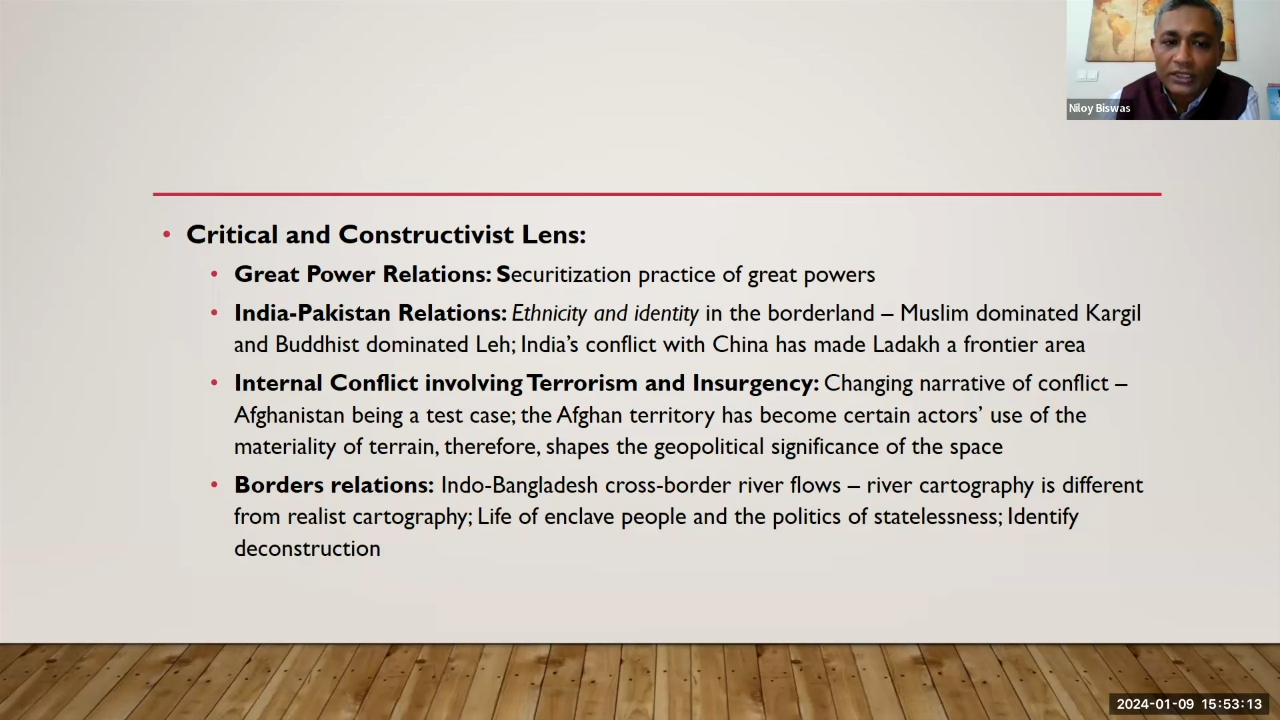 Niloy Biswas
• Critical and Constructivist Lens:
• Great Power Relations: Securitization practice of great powers
• India-Pakistan Relations: Ethnicity and identity in the borderland – Muslim dominated Kargil
and Buddhist dominated Leh; India's conflict with China has made Ladakh a frontier area
• Internal Conflict involving Terrorism and Insurgency: Changing narrative of conflict –
Afghanistan being a test case; the Afghan territory has become certain actors' use of the
materiality of terrain, therefore, shapes the geopolitical significance of the space
• Borders relations: Indo-Bangladesh cross-border river flows – river cartography is different
from realist cartography; Life of enclave people and the politics of statelessness; Identify
deconstruction
2024-01-09 15:53:13